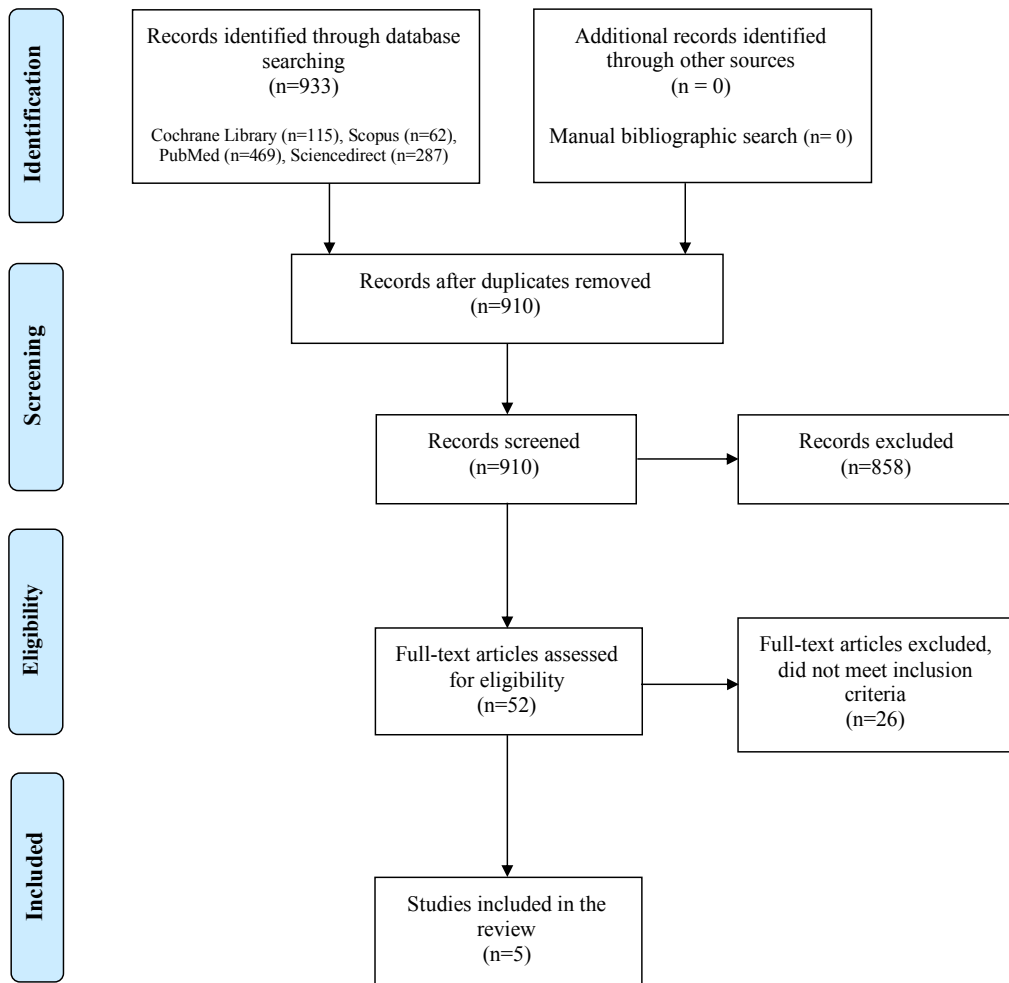 Identification
Records identified through database
searching
(n=933)
Cochrane Library (n=115), Scopus (n=62),
PubMed (n=469), Sciencedirect (n=287)
Additional records identified
through other sources
(n = 0)
Manual bibliographic search (n= 0)
Screening
Records after duplicates removed
(n=910)
Records screened
(n=910)
Records excluded
(n=858)
Eligibility
Full-text articles assessed
for eligibility
(n=52)
Full-text articles excluded,
did not meet inclusion
criteria
(n=26)
Included
Studies included in the
review
(n=5)